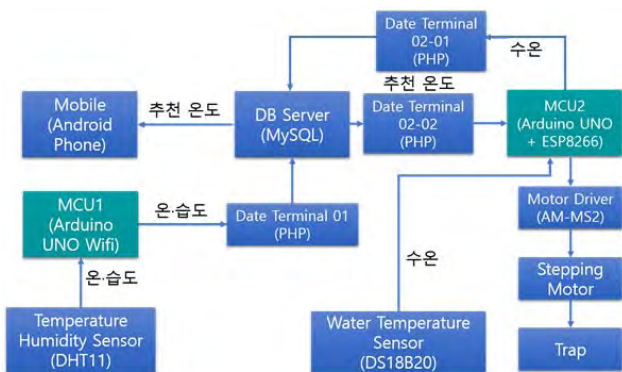 Date Terminal
02-01
(PHP)
수온
추천 온도
Mobile
(Android
Phone)
추천 온도
DB Server
(MySQL)
Date Terminal
02-02
(PHP)
MCU2
(Arduino UNO
+ ESP8266)
MCU1
(Arduino
UNO Wifi)
온·습도
Date Terminal 01
(PHP)
Motor Driver
(AM-MS2)
온·습도
수온
Stepping
Motor
Temperature
Humidity Sensor
(DHT11)
Water Temperature
Sensor
(DS18B20)
Trap